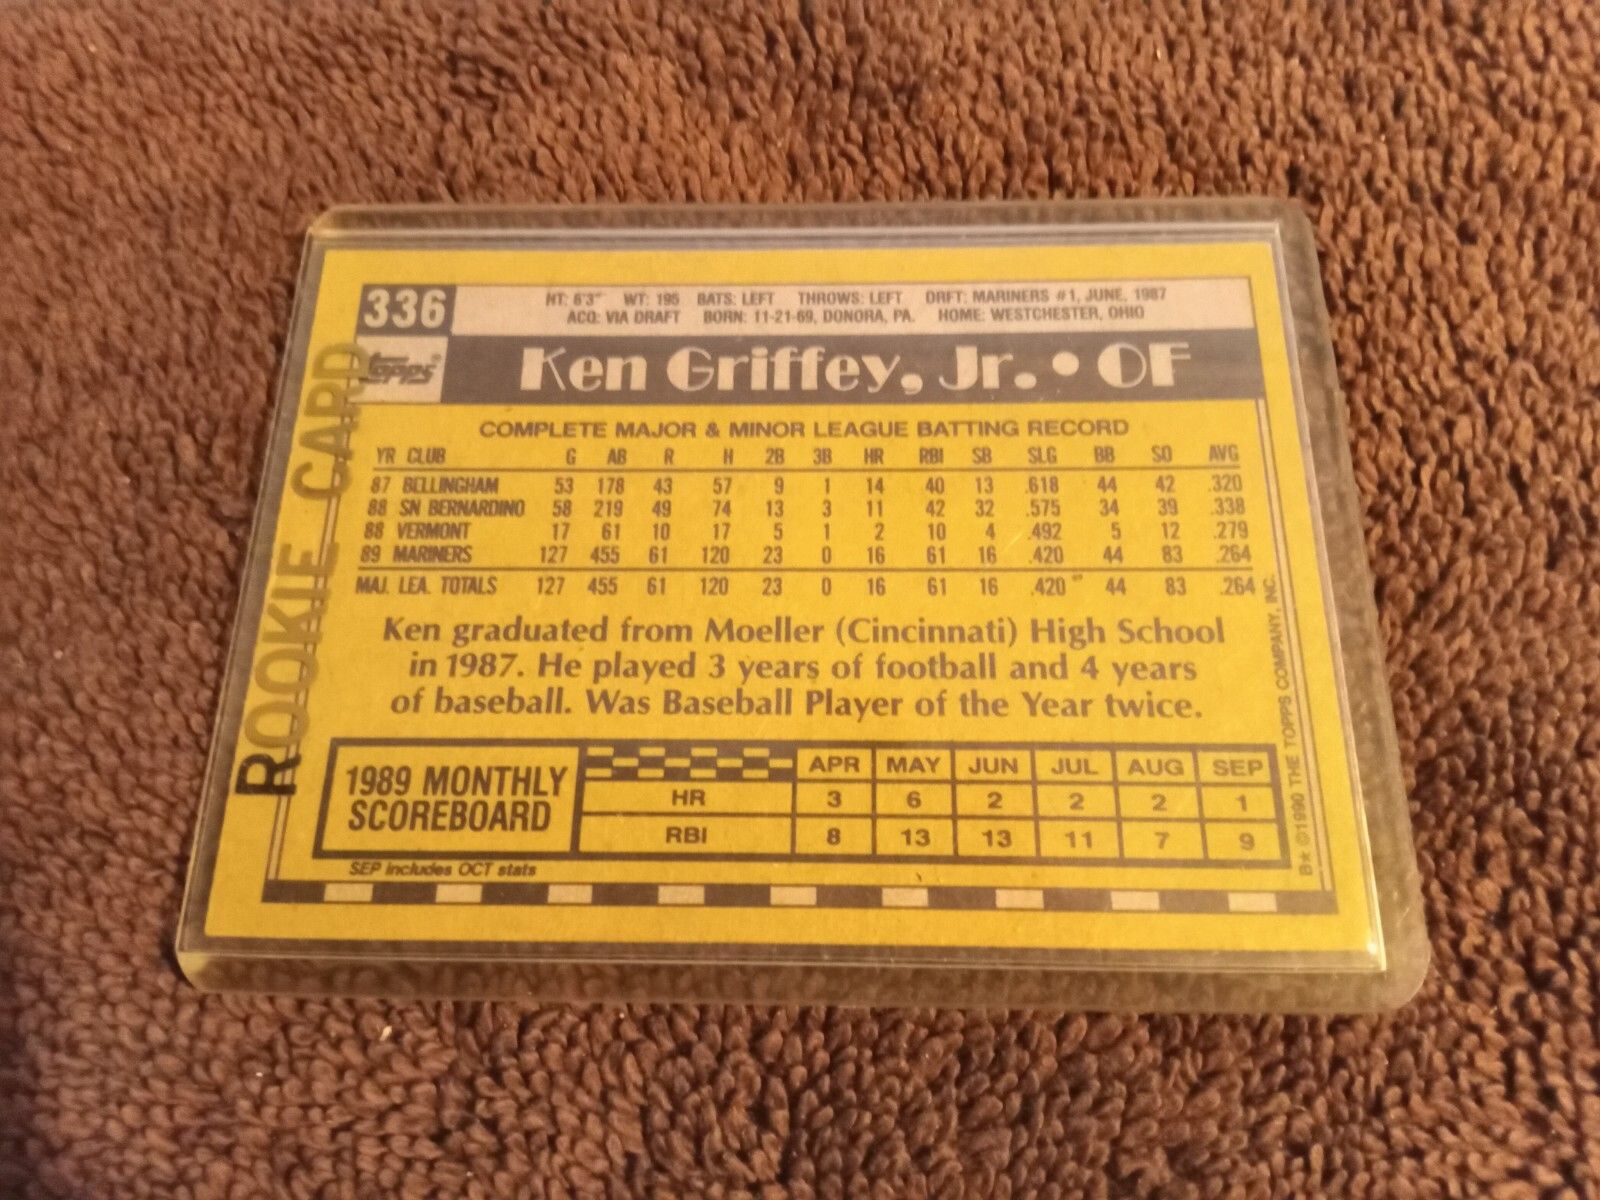 336 HT: 6'3" WT: 195 BATS: LEFT THROWS: LEFT DRFT: MARINERS #1, JUNE, 1987
ACQ: VIA DRAFT BORN: 11-21-69, DONORA, PA. HOME: WESTCHESTER, OHIO
Topps® Ken Griffey, Jr. • OF
ROOKIE CARD
COMPLETE MAJOR & MINOR LEAGUE BATTING RECORD
YR CLUB G AB R H 2B 3B HR RBI SB SLG BB SO AVG
87 BELLINGHAM 53 178 43 57 9 1 14 40 13 .618 44 42 .320
88 SN BERNARDINO 58 219 49 74 13 3 11 42 32 .575 34 39 .338
88 VERMONT 17 61 10 17 5 1 2 10 4 .492 5 12 .279
89 MARINERS 127 455 61 120 23 0 16 61 16 .420 44 83 .264
MAJ. LEA. TOTALS 127 455 61 120 23 0 16 61 16 .420 44 83 .264
Ken graduated from Moeller (Cincinnati) High School
in 1987. He played 3 years of football and 4 years
of baseball. Was Baseball Player of the Year twice.
1989 MONTHLY
SCOREBOARD
APR MAY JUN JUL AUG SEP
HR 3 6 2 2 2 1
RBI 8 13 13 11 7 9
SEP includes OCT stats
B* ©1990 THE TOPPS COMPANY, INC.